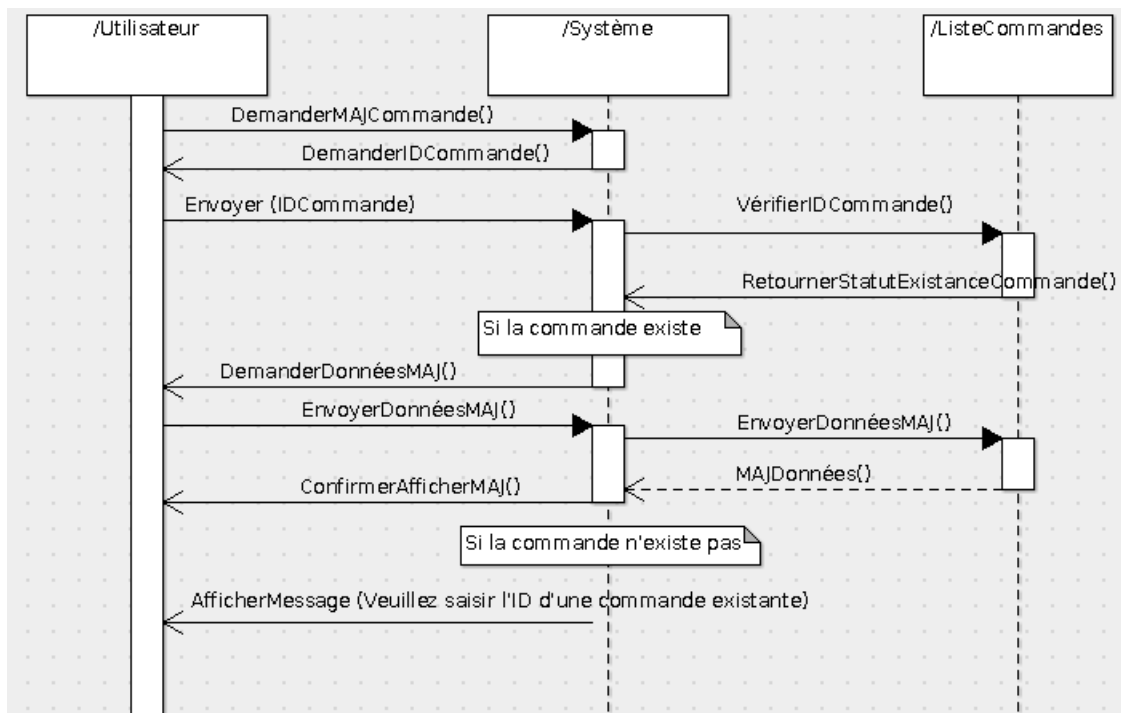 /Utilisateur
/Système
/ListeCommandes
DemanderMAJCommande()
DemanderIDCommande()
Envoyer (IDCommande)
VérifierIDCommande()
RetournerStatutExistanceCommande()
Si la commande existe
DemanderDonnéesMAJ()
EnvoyerDonnéesMAJ()
EnvoyerDonnéesMAJ()
MAJDonnées()
ConfirmerAfficherMAJ()
Si la commande n'existe pas
AfficherMessage (Veuillez saisir l'ID d'une commande existante)